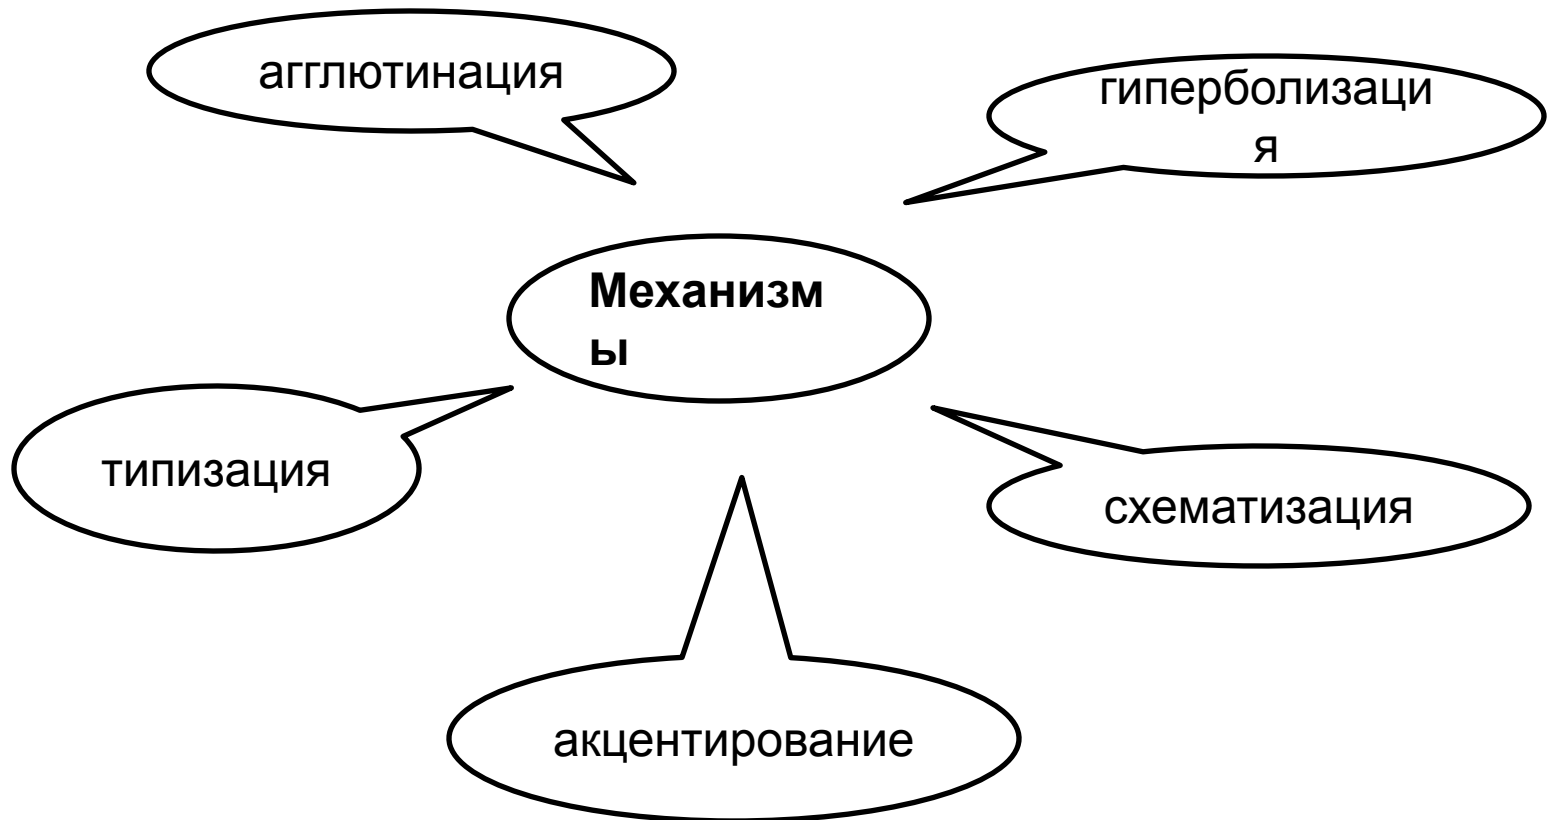 агглютинация
гиперболизаци
я
Механизм
ы
типизация
схематизация
акцентирование